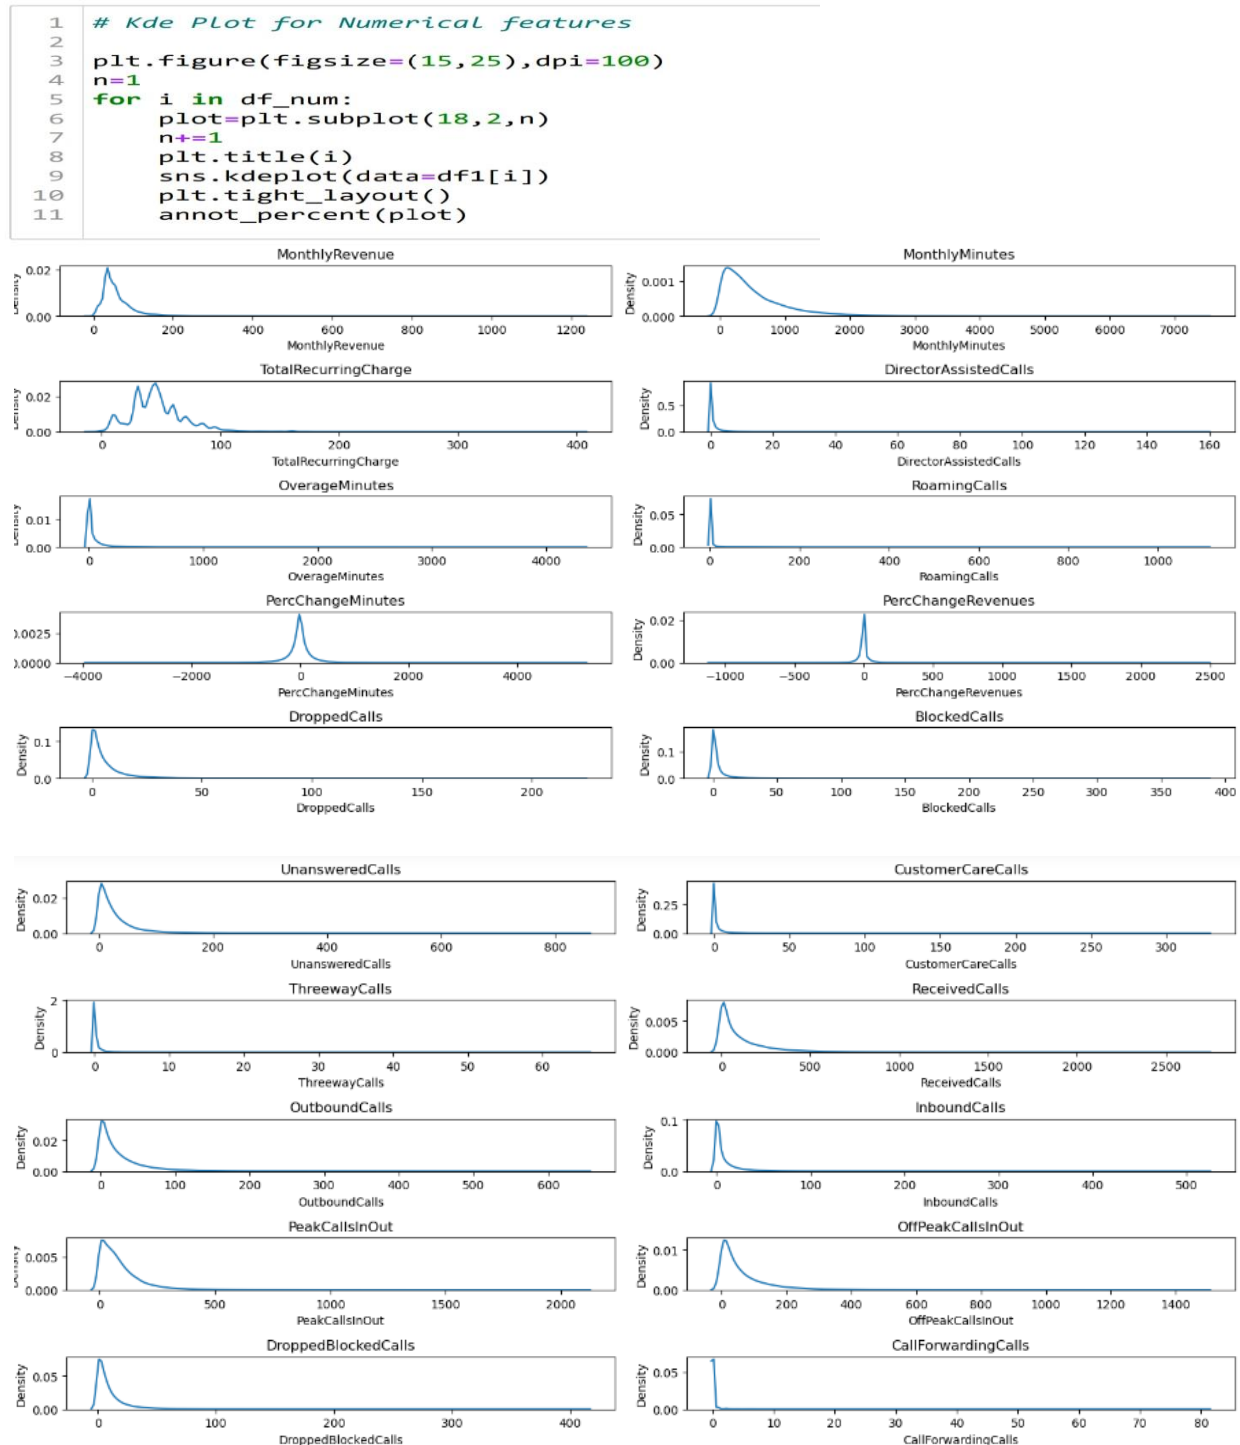 1 # Kde Plot for Numerical features
2
3 plt.figure(figsize=(15,25),dpi=100)
4 n=1
5 for i in df_num:
6 plot=plt.subplot(18,2,n)
7 n+=1
8 plt.title(i)
9 sns.kdeplot(data=df1[i])
10 plt.tight_layout()
11 annot_percent(plot)
MonthlyRevenue
0.02
0.00
Density
0 200 400 600 800 1000 1200
MonthlyRevenue
MonthlyMinutes
0.001
0.000
Density
0 1000 2000 3000 4000 5000 6000 7000
MonthlyMinutes
TotalRecurringCharge
0.02
0.00
Density
0 100 200 300 400
TotalRecurringCharge
DirectorAssistedCalls
0.5
0.0
Density
0 20 40 60 80 100 120 140 160
DirectorAssistedCalls
OverageMinutes
0.01
0.00
Density
0 1000 2000 3000 4000
OverageMinutes
RoamingCalls
0.05
0.00
Density
0 200 400 600 800 1000
RoamingCalls
PercChangeMinutes
0.0025
0.0000
−4000 −2000 0 2000 4000
PercChangeMinutes
PercChangeRevenues
0.02
0.00
Density
−1000 −500 0 500 1000 1500 2000 2500
PercChangeRevenues
DroppedCalls
0.1
0.0
Density
0 50 100 150 200
DroppedCalls
BlockedCalls
0.1
0.0
Density
0 50 100 150 200 250 300 350 400
BlockedCalls
UnansweredCalls
0.02
0.00
Density
0 200 400 600 800
UnansweredCalls
CustomerCareCalls
0.25
0.00
Density
0 50 100 150 200 250 300
CustomerCareCalls
ThreewayCalls
2
0
Density
0 10 20 30 40 50 60
ThreewayCalls
ReceivedCalls
0.005
0.000
Density
0 500 1000 1500 2000 2500
ReceivedCalls
OutboundCalls
0.02
0.00
Density
0 100 200 300 400 500 600
OutboundCalls
InboundCalls
0.1
0.0
Density
0 100 200 300 400 500
InboundCalls
PeakCallsInOut
0.005
0.000
Density
0 500 1000 1500 2000
PeakCallsInOut
OffPeakCallsInOut
0.01
0.00
Density
0 200 400 600 800 1000 1200 1400
OffPeakCallsInOut
DroppedBlockedCalls
0.05
0.00
Density
0 100 200 300 400
DroppedBlockedCalls
CallForwardingCalls
0.05
0.00
Density
0 10 20 30 40 50 60 70 80
CallForwardingCalls